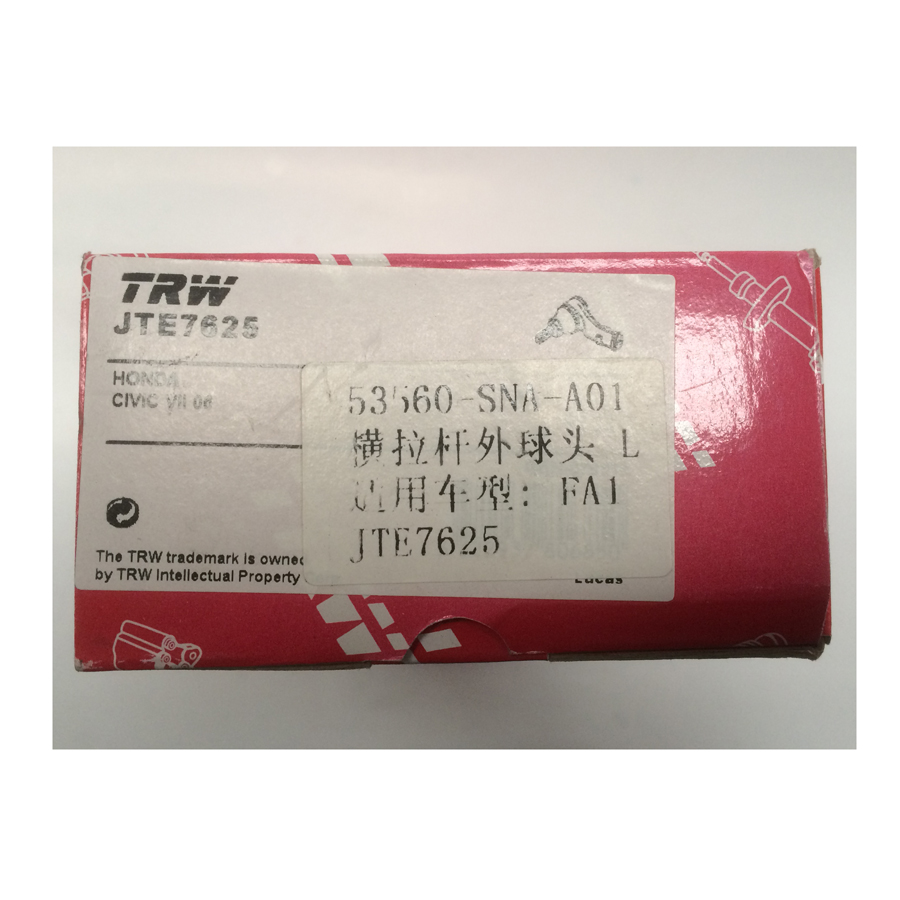 TRW
JTE7625
HONDA
CIVIC VII 06
53560-SNA-A01
横拉杆外球头 L
适用车型: FA1
JTE7625
The TRW trademark is owned
by TRW Intellectual Property
Lucas